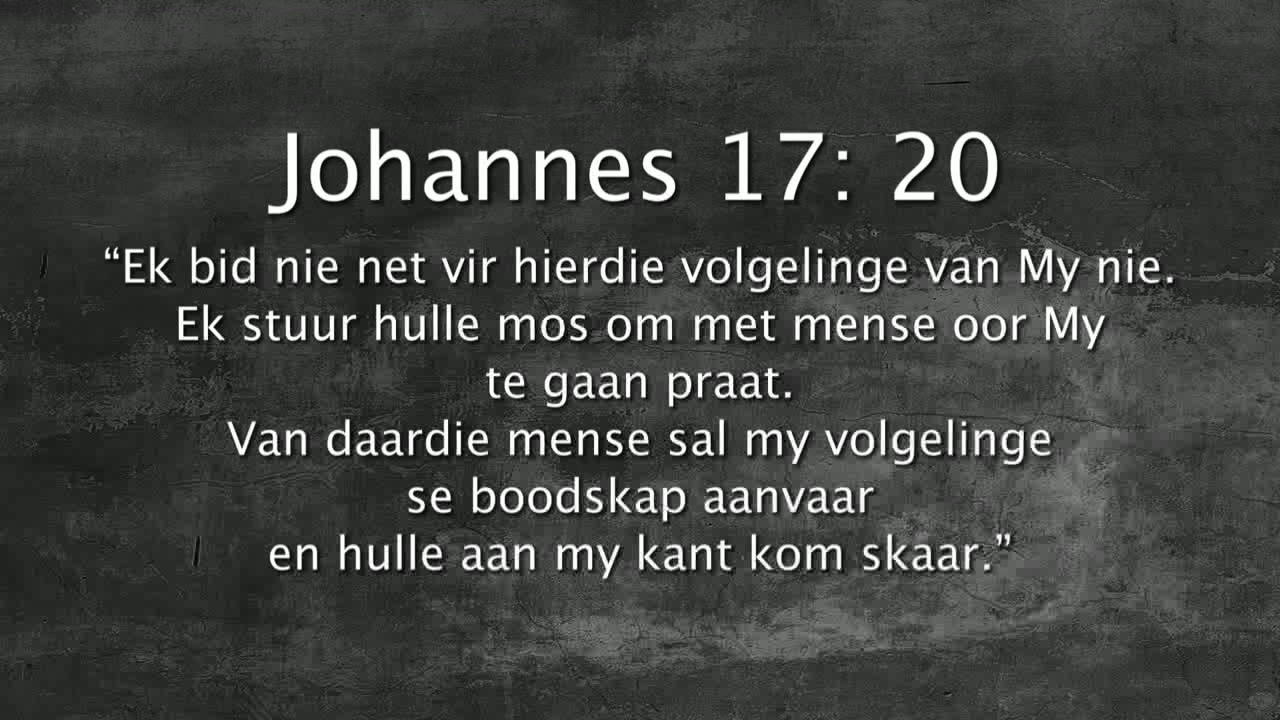 Johannes 17: 20
“Ek bid nie net vir hierdie volgelinge van My nie.
Ek stuur hulle mos om met mense oor My
te gaan praat.
Van daardie mense sal my volgelinge
se boodskap aanvaar
en hulle aan my kant kom skaar.”